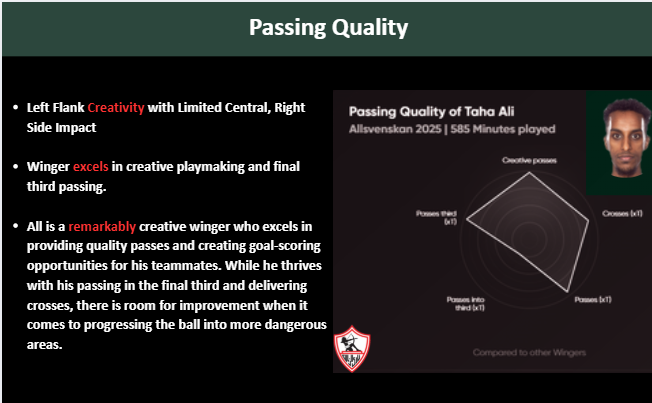 Passing Quality
• Left Flank Creativity with Limited Central, Right
Side Impact
• Winger excels in creative playmaking and final
third passing.
• Ali is a remarkably creative winger who excels in
providing quality passes and creating goal-scoring
opportunities for his teammates. While he thrives
with his passing in the final third and delivering
crosses, there is room for improvement when it
comes to progressing the ball into more dangerous
areas.
Passing Quality of Taha Ali
Allsvenskan 2025 | 585 Minutes played
Creative passes
Passes third
(xT)
Crosses (xT)
Passes into
third (xT)
Passes (xT)
Compared to other Wingers